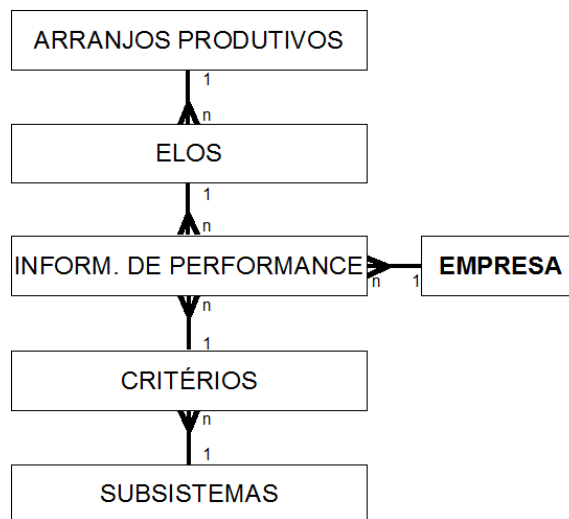 ARRANJOS PRODUTIVOS
1
n
ELOS
1
n
INFORM. DE PERFORMANCE
n
1
EMPRESA
n
1
CRITÉRIOS
n
1
SUBSISTEMAS